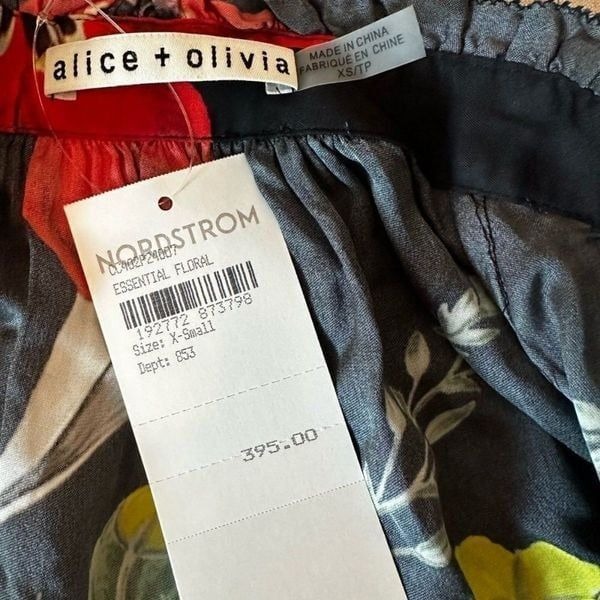 alice + olivia
MADE IN CHINA
FABRIQUÉ EN CHINE
XS/TP
NORDSTROM
CC402P24007
ESSENTIAL FLORAL
192772 873798
Size: X-Small
Dept: 853
395.00